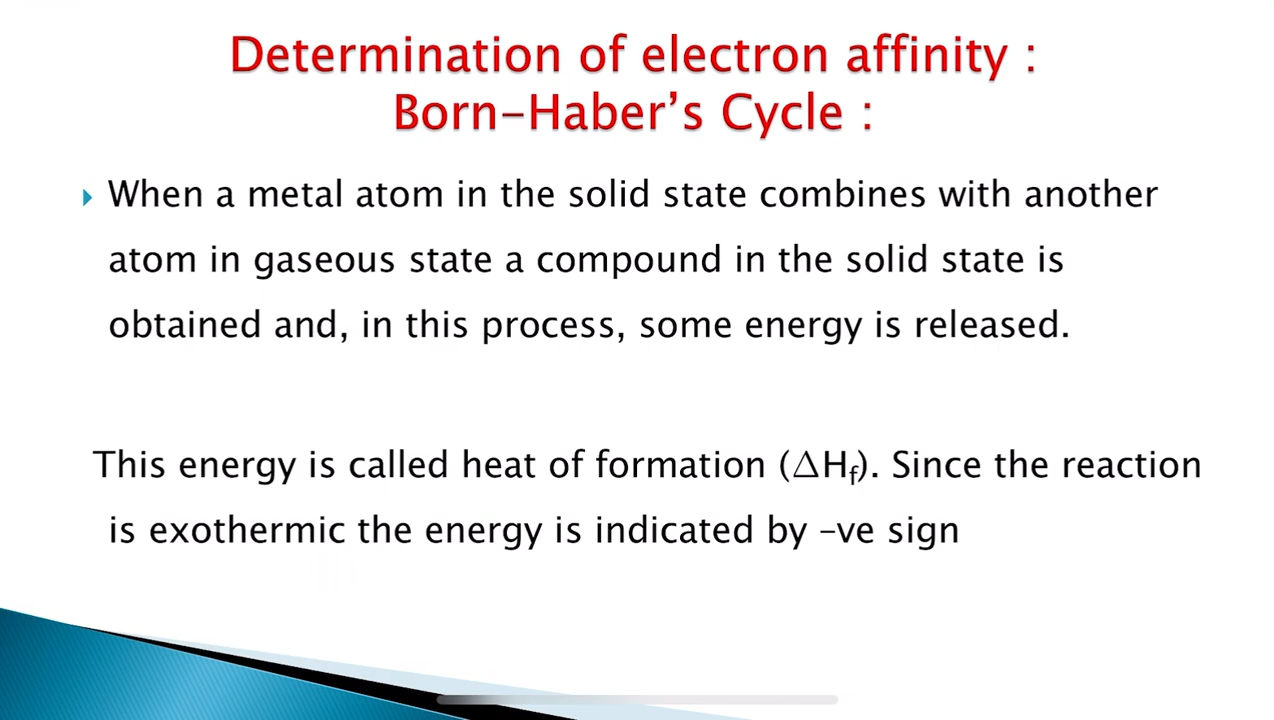 Determination of electron affinity :
Born-Haber’s Cycle :
When a metal atom in the solid state combines with another
atom in gaseous state a compound in the solid state is
obtained and, in this process, some energy is released.
This energy is called heat of formation (△Hf). Since the reaction
is exothermic the energy is indicated by –ve sign